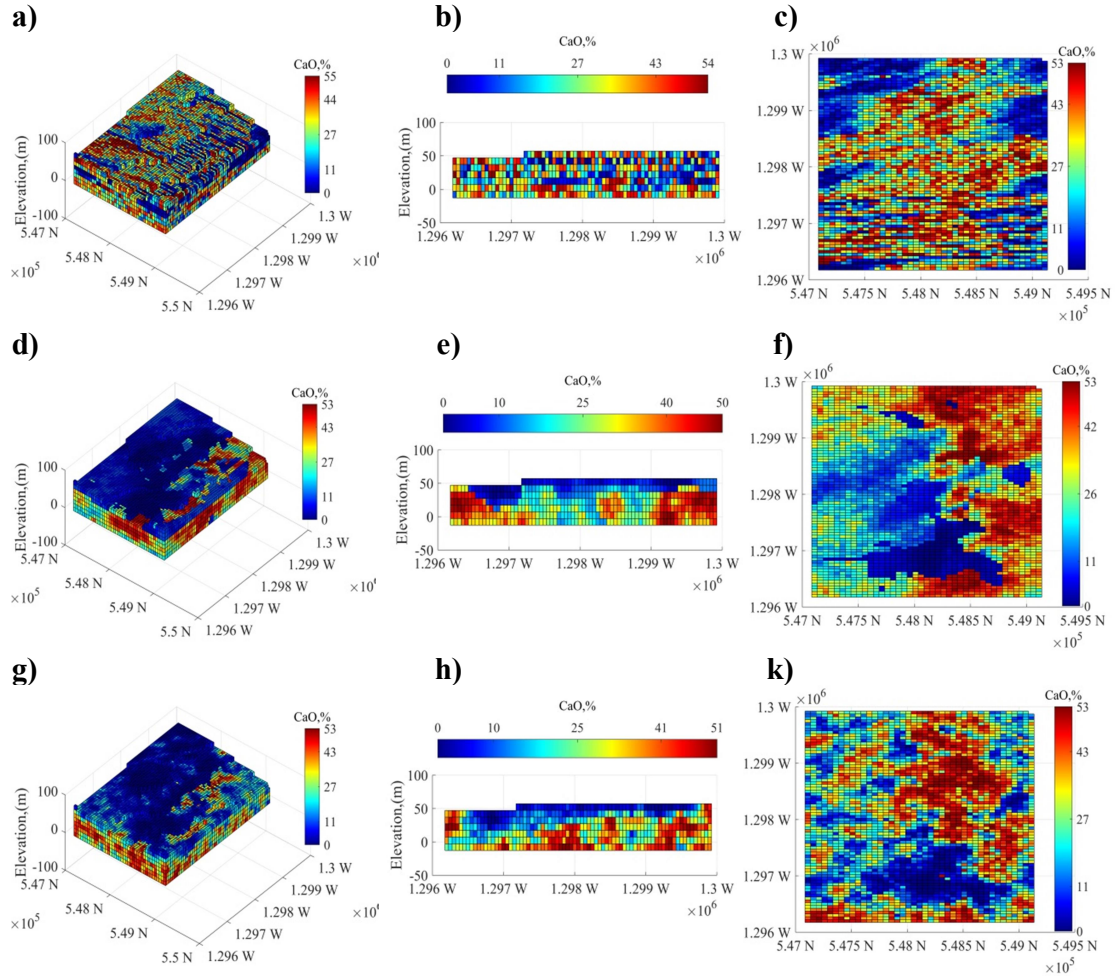 a)
CaO,%
55
43
27
11
0
100
0
-100
Elevation,(m)
5.47 N
5.48 N
5.49 N
5.5 N
×10⁵
1.3 W
1.299 W
1.298 W
1.297 W
1.296 W
b)
CaO,%
0 11 27 43 54
100
50
0
-50
Elevation,(m)
1.296 W 1.297 W 1.298 W 1.299 W 1.3 W
×10⁶
c)
×10⁶
1.3 W
1.299 W
1.298 W
1.297 W
1.296 W
5.47 N 5.475 N 5.48 N 5.485 N 5.49 N 5.495 N
×10⁵
CaO,%
53
43
27
11
0
d)
CaO,%
53
43
27
11
0
100
0
-100
Elevation,(m)
5.47 N
5.48 N
5.49 N
5.5 N
×10⁵
1.3 W
1.299 W
1.298 W
1.297 W
1.296 W
e)
CaO,%
0 10 25 40 50
100
50
0
-50
Elevation,(m)
1.296 W 1.297 W 1.298 W 1.299 W 1.3 W
×10⁶
f)
×10⁶
1.3 W
1.299 W
1.298 W
1.297 W
1.296 W
5.47 N 5.475 N 5.48 N 5.485 N 5.49 N 5.495 N
×10⁵
CaO,%
53
43
26
11
0
g)
CaO,%
53
43
27
11
0
100
0
-100
Elevation,(m)
5.47 N
5.48 N
5.49 N
5.5 N
×10⁵
1.3 W
1.299 W
1.298 W
1.297 W
1.296 W
h)
CaO,%
0 10 25 41 51
100
50
0
-50
Elevation,(m)
1.296 W 1.297 W 1.298 W 1.299 W 1.3 W
×10⁶
k)
×10⁶
1.3 W
1.299 W
1.298 W
1.297 W
1.296 W
5.47 N 5.475 N 5.48 N 5.485 N 5.49 N 5.495 N
×10⁵
CaO,%
53
43
27
11
0